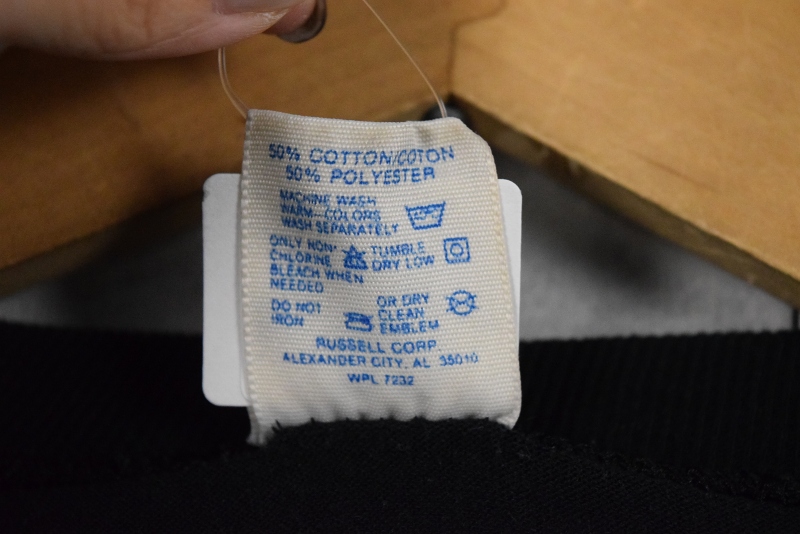 50% COTTON/COTON
50% POLYESTER
MACHINE WASH
WARM-COLORS
WASH SEPARATELY
ONLY NON-
CHLORINE
BLEACH WHEN
NEEDED
TUMBLE
DRY LOW
DO NOT
IRON
OR DRY
CLEAN
EMBLEM
RUSSELL CORP.
ALEXANDER CITY, AL 35010
WPL 7232